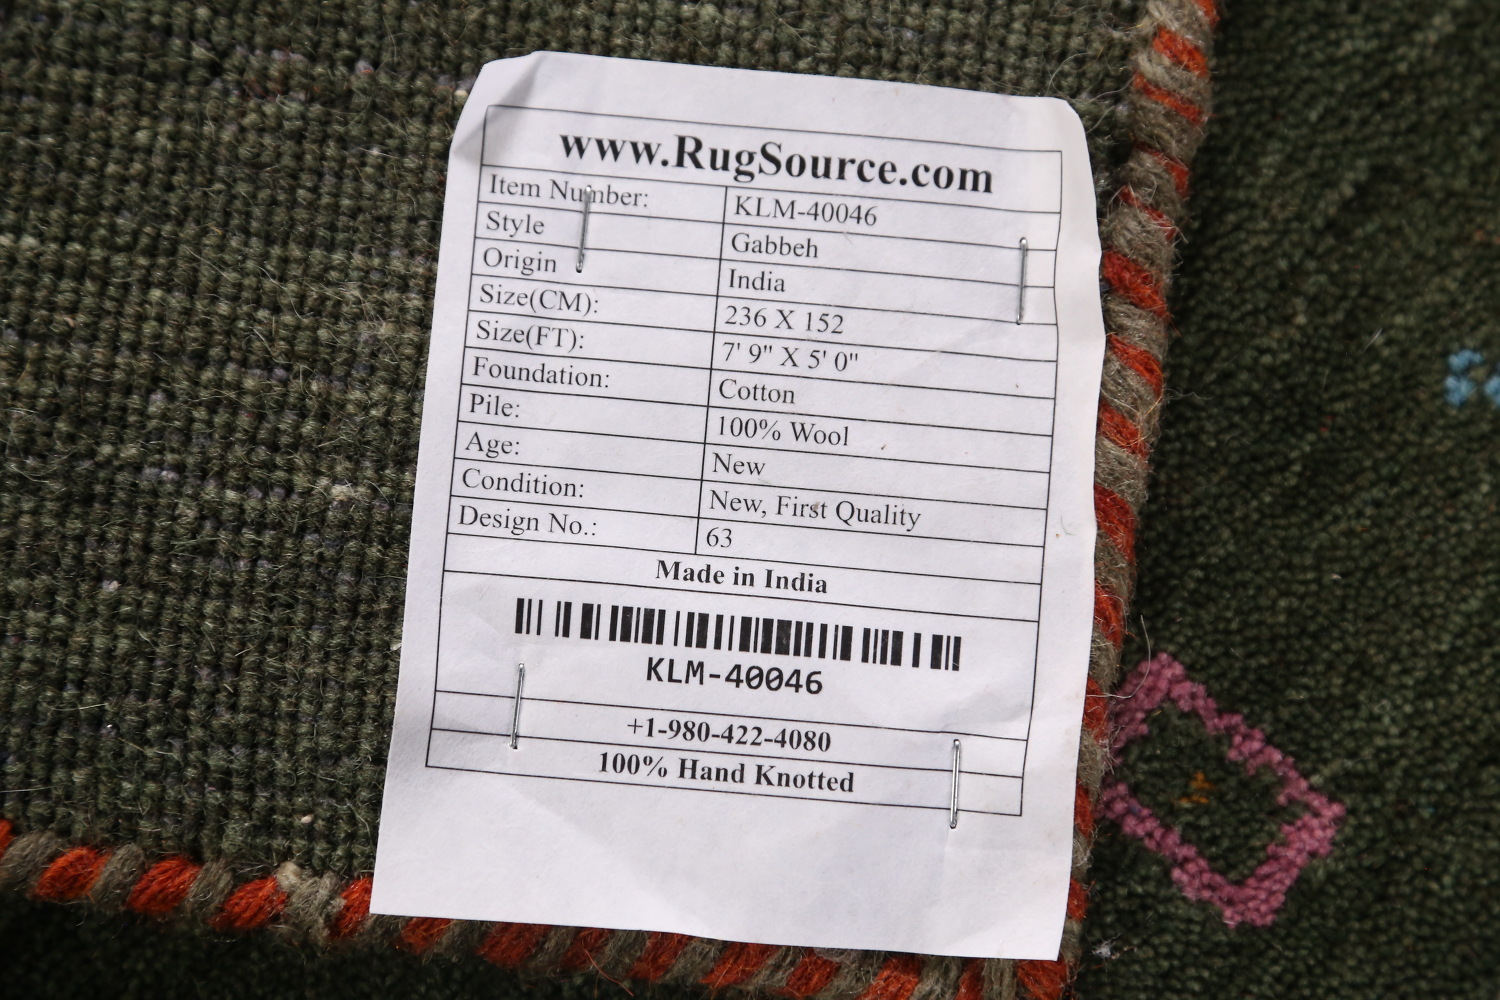 www.RugSource.com
Item Number: KLM-40046
Style Gabbeh
Origin India
Size(CM): 236 X 152
Size(FT): 7' 9" X 5' 0"
Foundation: Cotton
Pile: 100% Wool
Age: New
Condition: New, First Quality
Design No.: 63
Made in India
KLM-40046
+1-980-422-4080
100% Hand Knotted